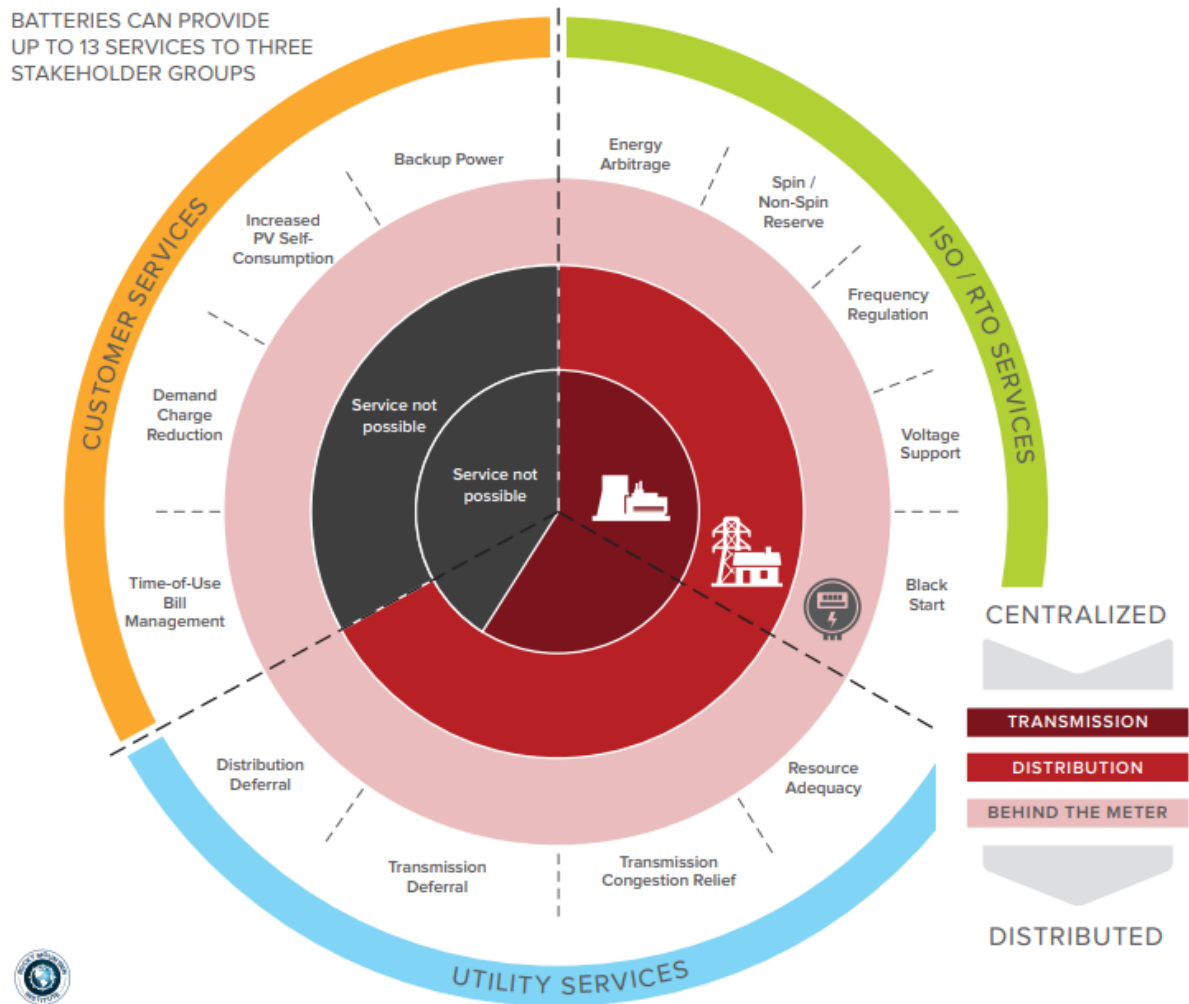 BATTERIES CAN PROVIDE
UP TO 13 SERVICES TO THREE
STAKEHOLDER GROUPS
CUSTOMER SERVICES
ISO / RTO SERVICES
UTILITY SERVICES
Backup Power
Increased
PV Self-
Consumption
Demand
Charge
Reduction
Time-of-Use
Bill
Management
Energy
Arbitrage
Spin /
Non-Spin
Reserve
Frequency
Regulation
Voltage
Support
Black
Start
Resource
Adequacy
Transmission
Congestion Relief
Transmission
Deferral
Distribution
Deferral
Service not
possible
Service not
possible
CENTRALIZED
TRANSMISSION
DISTRIBUTION
BEHIND THE METER
DISTRIBUTED
ROCKY MOUNTAIN
INSTITUTE